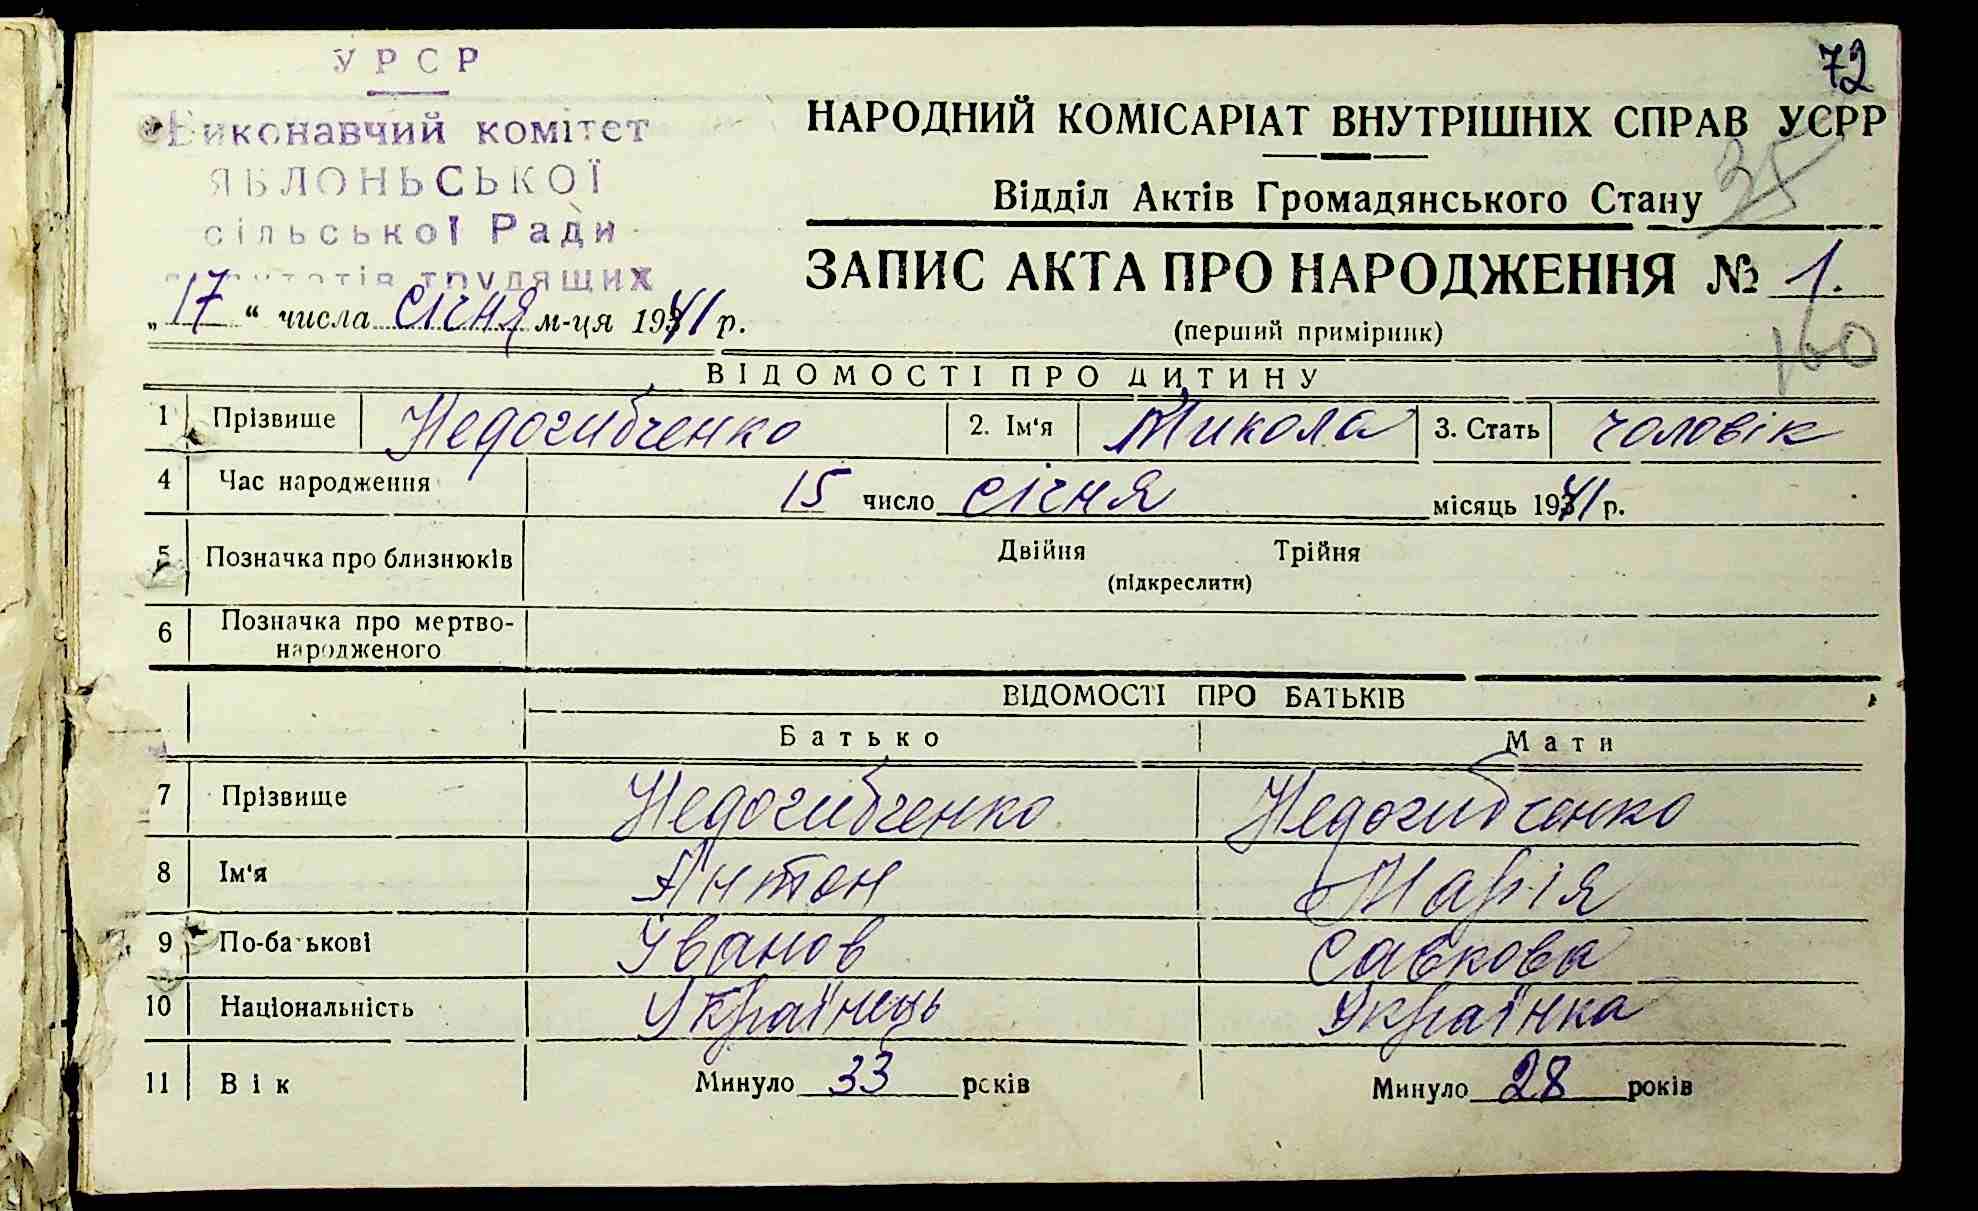 72
УРСР
Виконавчий комітет
ЯБЛОНЬСЬКОЇ
сільської Ради
депутатів трудящих
„17“ числа січня м-ця 1941 р.
НАРОДНИЙ КОМІСАРІАТ ВНУТРІШНІХ СПРАВ УСРР
38
Відділ Актів Громадянського Стану
ЗАПИС АКТА ПРО НАРОДЖЕННЯ № 1.
(перший примірник)
160
ВІДОМОСТІ ПРО ДИТИНУ
1 Прізвище Недогибченко 2. Ім'я Микола 3. Стать чоловік
4 Час народження 15 число січня місяць 1941 р.
5 Позначка про близнюків Двійня Трійня
(підкреслити)
6 Позначка про мертво-
народженого
ВІДОМОСТІ ПРО БАТЬКІВ
Батько Мати
7 Прізвище Недогибченко Недогибченко
8 Ім'я Антон Марія
9 По-батькові Іванов Савкова
10 Національність Українець Українка
11 Вік Минуло 33 років Минуло 28 років